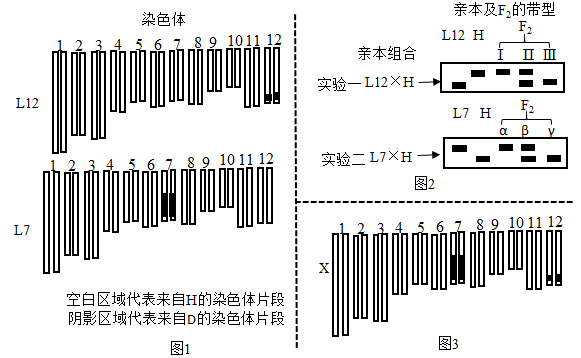 染色体
1 2 3 4 5 6 7 8 9 10 11 12
L12
1 2 3 4 5 6 7 8 9 10 11 12
L7
空白区域代表来自H的染色体片段
阴影区域代表来自D的染色体片段
图1
亲本及F₂的带型
亲本组合
L12 H F₂
I II III
实验一L12×H
L7 H F₂
α β γ
实验二L7×H
图2
1 2 3 4 5 6 7 8 9 10 11 12
X
图3